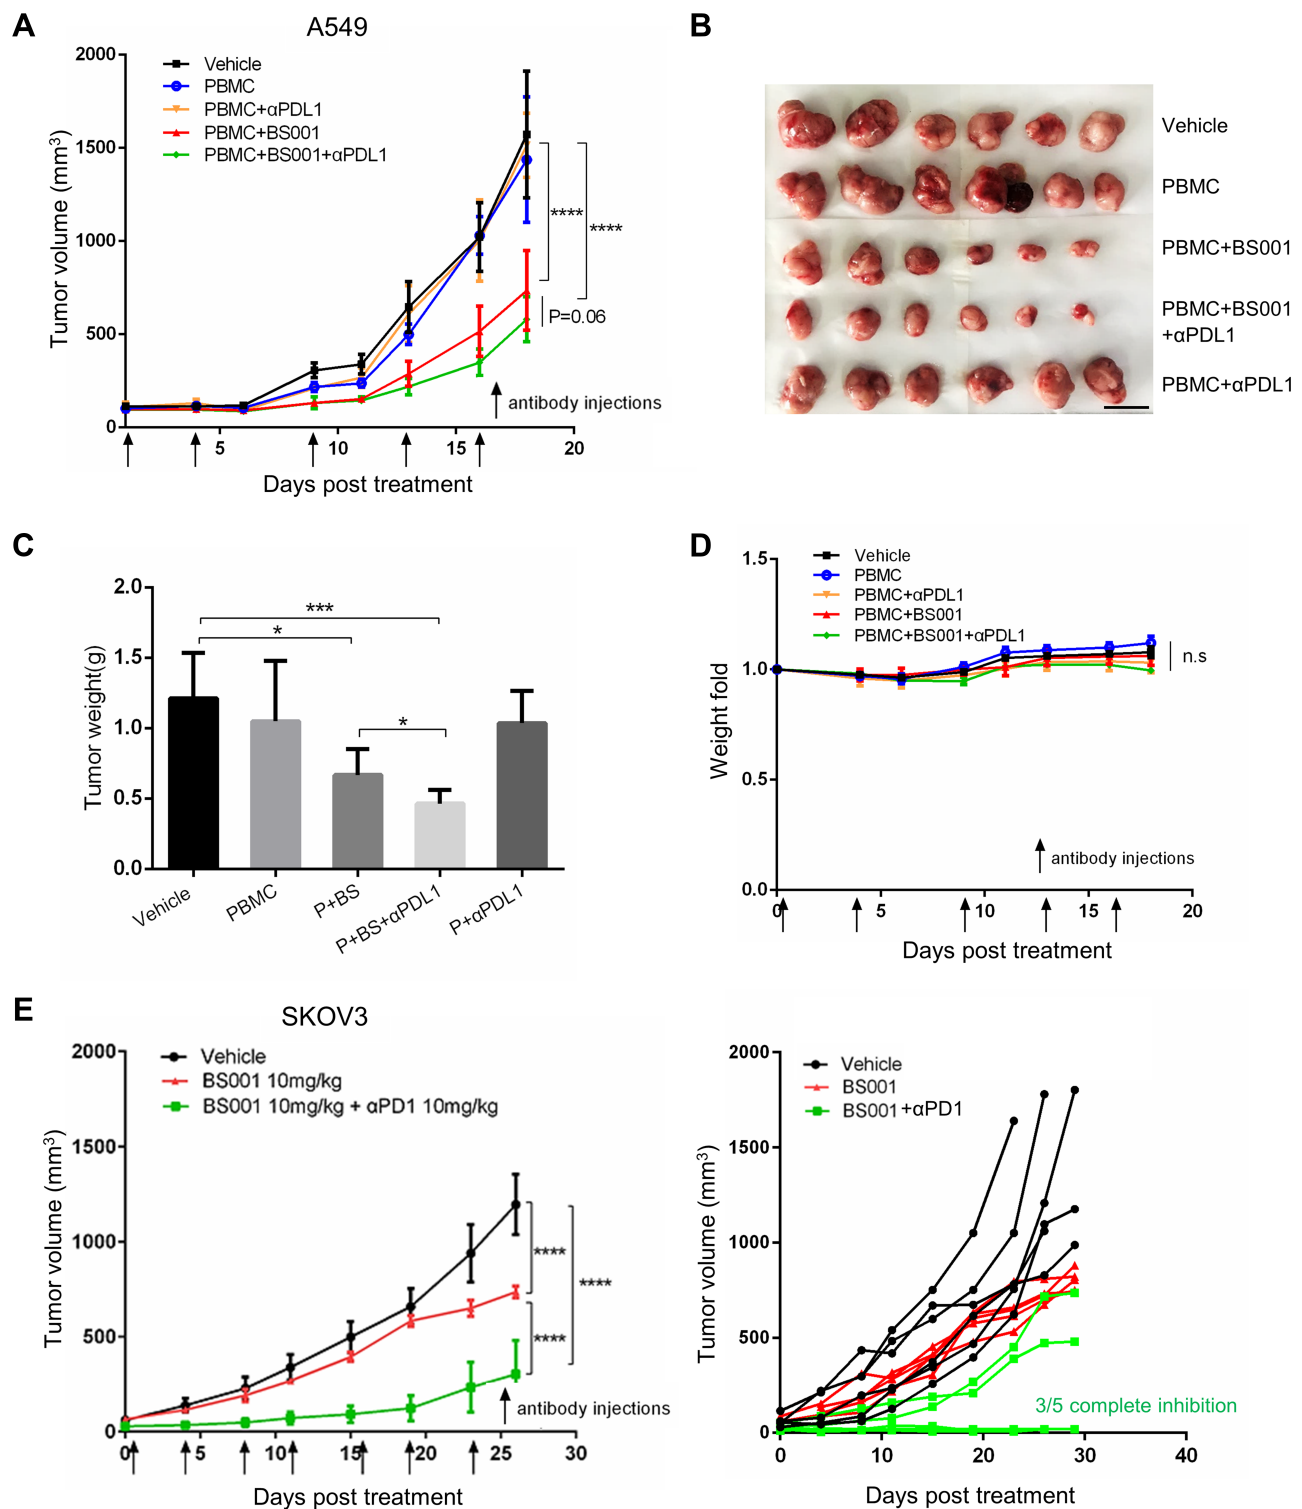 A
A549
2000
1500
1000
500
0
5
10
15
20
Tumor volume (mm3)
Days post treatment
Vehicle
PBMC
PBMC+αPDL1
PBMC+BS001
PBMC+BS001+αPDL1
****
****
P=0.06
antibody injections
B
Vehicle
PBMC
PBMC+BS001
PBMC+BS001
+αPDL1
PBMC+αPDL1
C
2.0
1.5
1.0
0.5
0.0
Tumor weight(g)
***
*
*
Vehicle
PBMC
P+BS
P+BS+αPDL1
P+αPDL1
D
Vehicle
PBMC
PBMC+αPDL1
PBMC+BS001
PBMC+BS001+αPDL1
1.5
1.0
0.5
0.0
Weight fold
n.s
antibody injections
0
5
10
15
20
Days post treatment
E
SKOV3
2000
1500
1000
500
0
Tumor volume (mm3)
Vehicle
BS001 10mg/kg
BS001 10mg/kg + αPD1 10mg/kg
****
****
****
antibody injections
0
5
10
15
20
25
30
Days post treatment
2000
1500
1000
500
0
Tumor volume (mm3)
Vehicle
BS001
BS001+αPD1
3/5 complete inhibition
0
10
20
30
40
Days post treatment